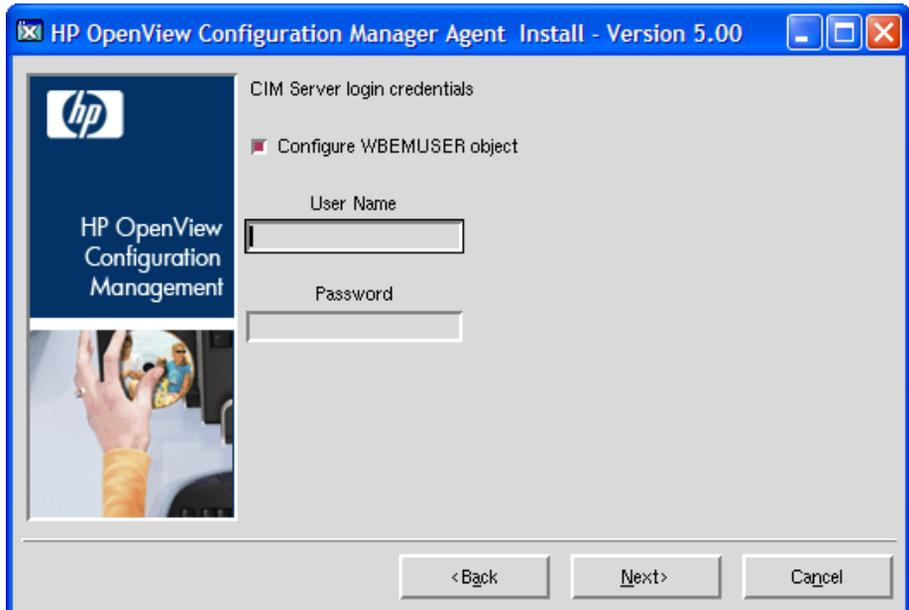 HP OpenView Configuration Manager Agent Install - Version 5.00
hp
HP OpenView
Configuration
Management
CIM Server login credentials
Configure WBEMUSER object
User Name
Password
<Back
Next>
Cancel